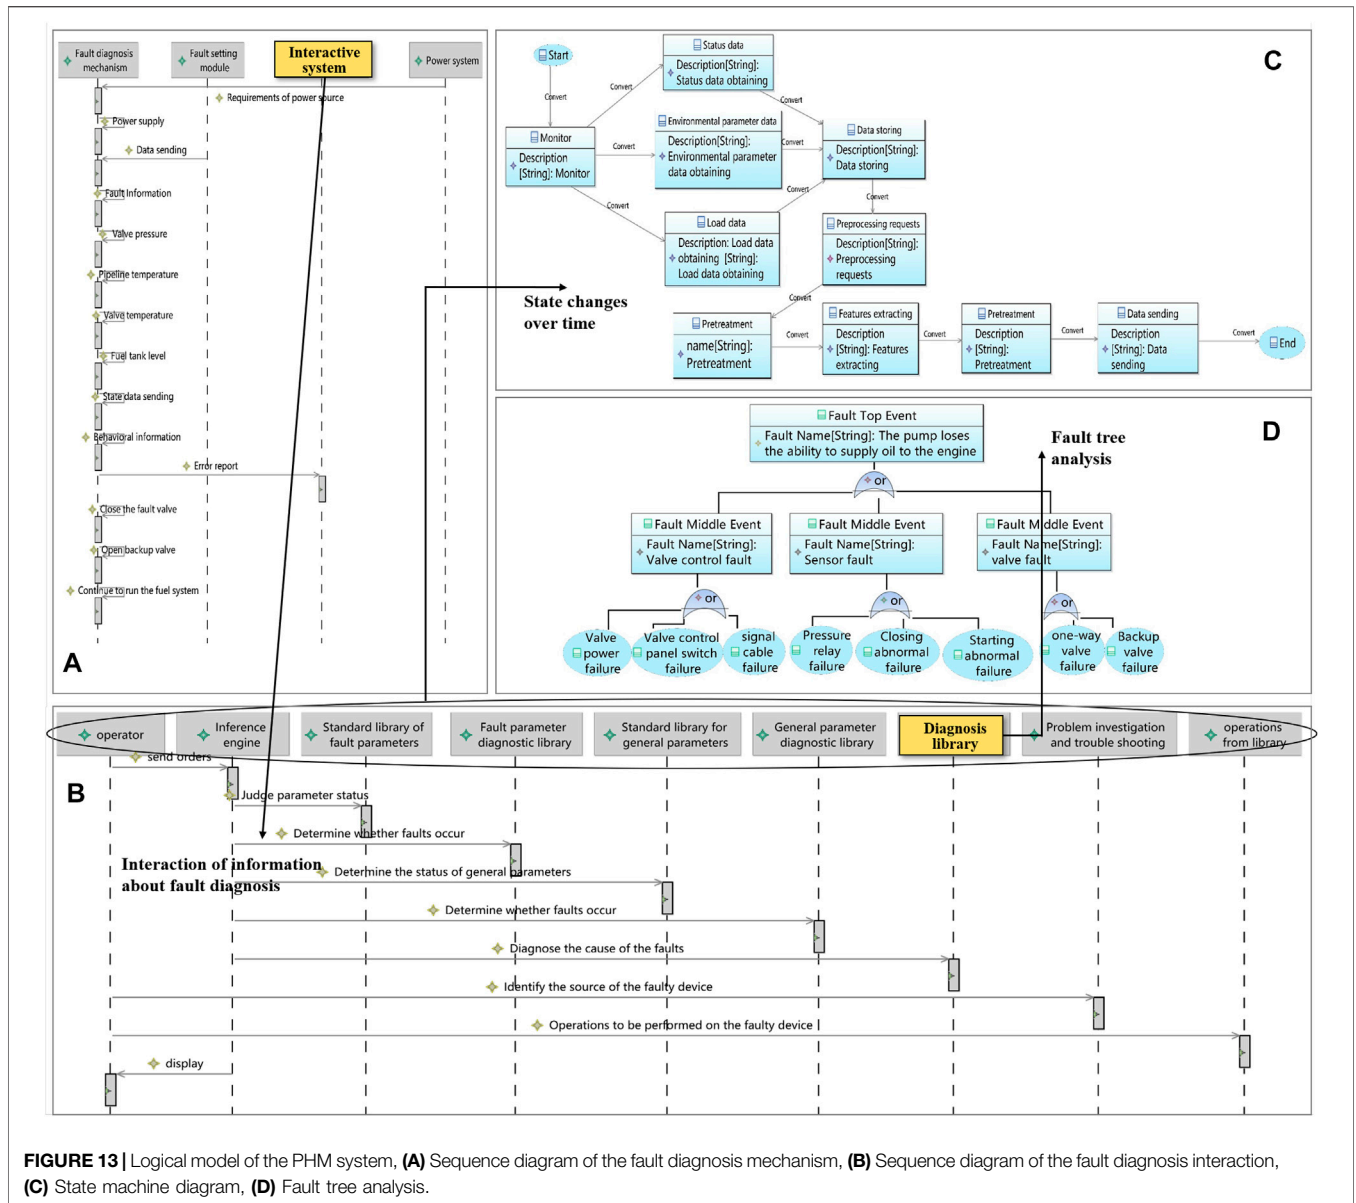 Fault diagnosis
mechanism
Fault setting
module
Interactive
system
Power system
Requirements of power source
Power supply
Data sending
Fault Information
Valve pressure
Pipeline temperature
Valve temperature
Fuel tank level
State data sending
Behavioral information
Error report
Close the fault valve
Open backup valve
Continue to run the fuel system
A
C
Start
Convert
Monitor
Description
[String]: Monitor
Convert
Convert
Convert
Status data
Description[String]:
Status data obtaining
Environmental parameter data
Description[String]:
Environmental parameter
data obtaining
Load data
Description: Load data
obtaining [String]:
Load data obtaining
Convert
Convert
Convert
Data storing
Description[String]:
Data storing
Convert
Preprocessing requests
Description[String]:
Preprocessing
requests
Convert
State changes
over time
Pretreatment
name[String]:
Pretreatment
Convert
Features extracting
Description
[String]: Features
extracting
Convert
Pretreatment
Description
[String]:
Pretreatment
Convert
Data sending
Description
[String]: Data
sending
Convert
End
D
Fault Top Event
Fault Name[String]: The pump loses
the ability to supply oil to the engine
or
Fault tree
analysis
Fault Middle Event
Fault Name[String]:
Valve control fault
Fault Middle Event
Fault Name[String]:
Sensor fault
Fault Middle Event
Fault Name[String]:
valve fault
or
or
or
Valve
power
failure
Valve control
panel switch
failure
signal
cable
failure
Pressure
relay
failure
Closing
abnormal
failure
Starting
abnormal
failure
one-way
valve
failure
Backup
valve
failure
operator
Inference
engine
Standard library of
fault parameters
Fault parameter
diagnostic library
Standard library for
general parameters
General parameter
diagnostic library
Diagnosis
library
Problem investigation
and trouble shooting
operations
from library
B
send orders
Judge parameter status
Determine whether faults occur
Interaction of information
about fault diagnosis
Determine the status of general parameters
Determine whether faults occur
Diagnose the cause of the faults
Identify the source of the faulty device
Operations to be performed on the faulty device
display
FIGURE 13 | Logical model of the PHM system, (A) Sequence diagram of the fault diagnosis mechanism, (B) Sequence diagram of the fault diagnosis interaction,
(C) State machine diagram, (D) Fault tree analysis.